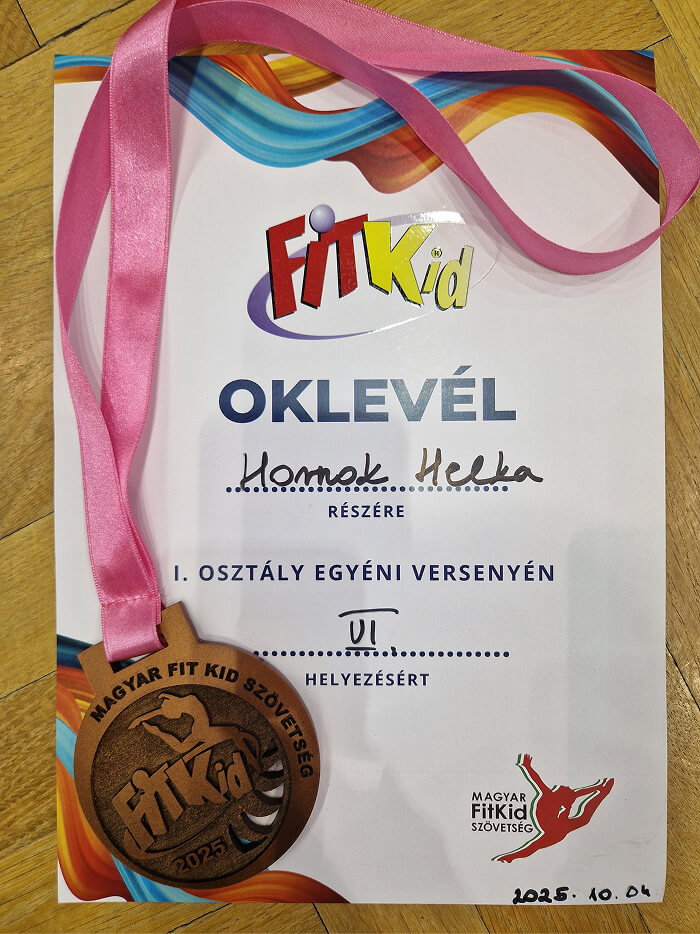 FiTKid®
OKLEVÉL
Hornok Helka
RÉSZÉRE
I. OSZTÁLY EGYÉNI VERSENYÉN
VI.
HELYEZÉSÉRT
MAGYAR FIT KID SZÖVETSÉG
FiTKid
2025
MAGYAR
FitKid
SZÖVETSÉG
2025. 10. 04